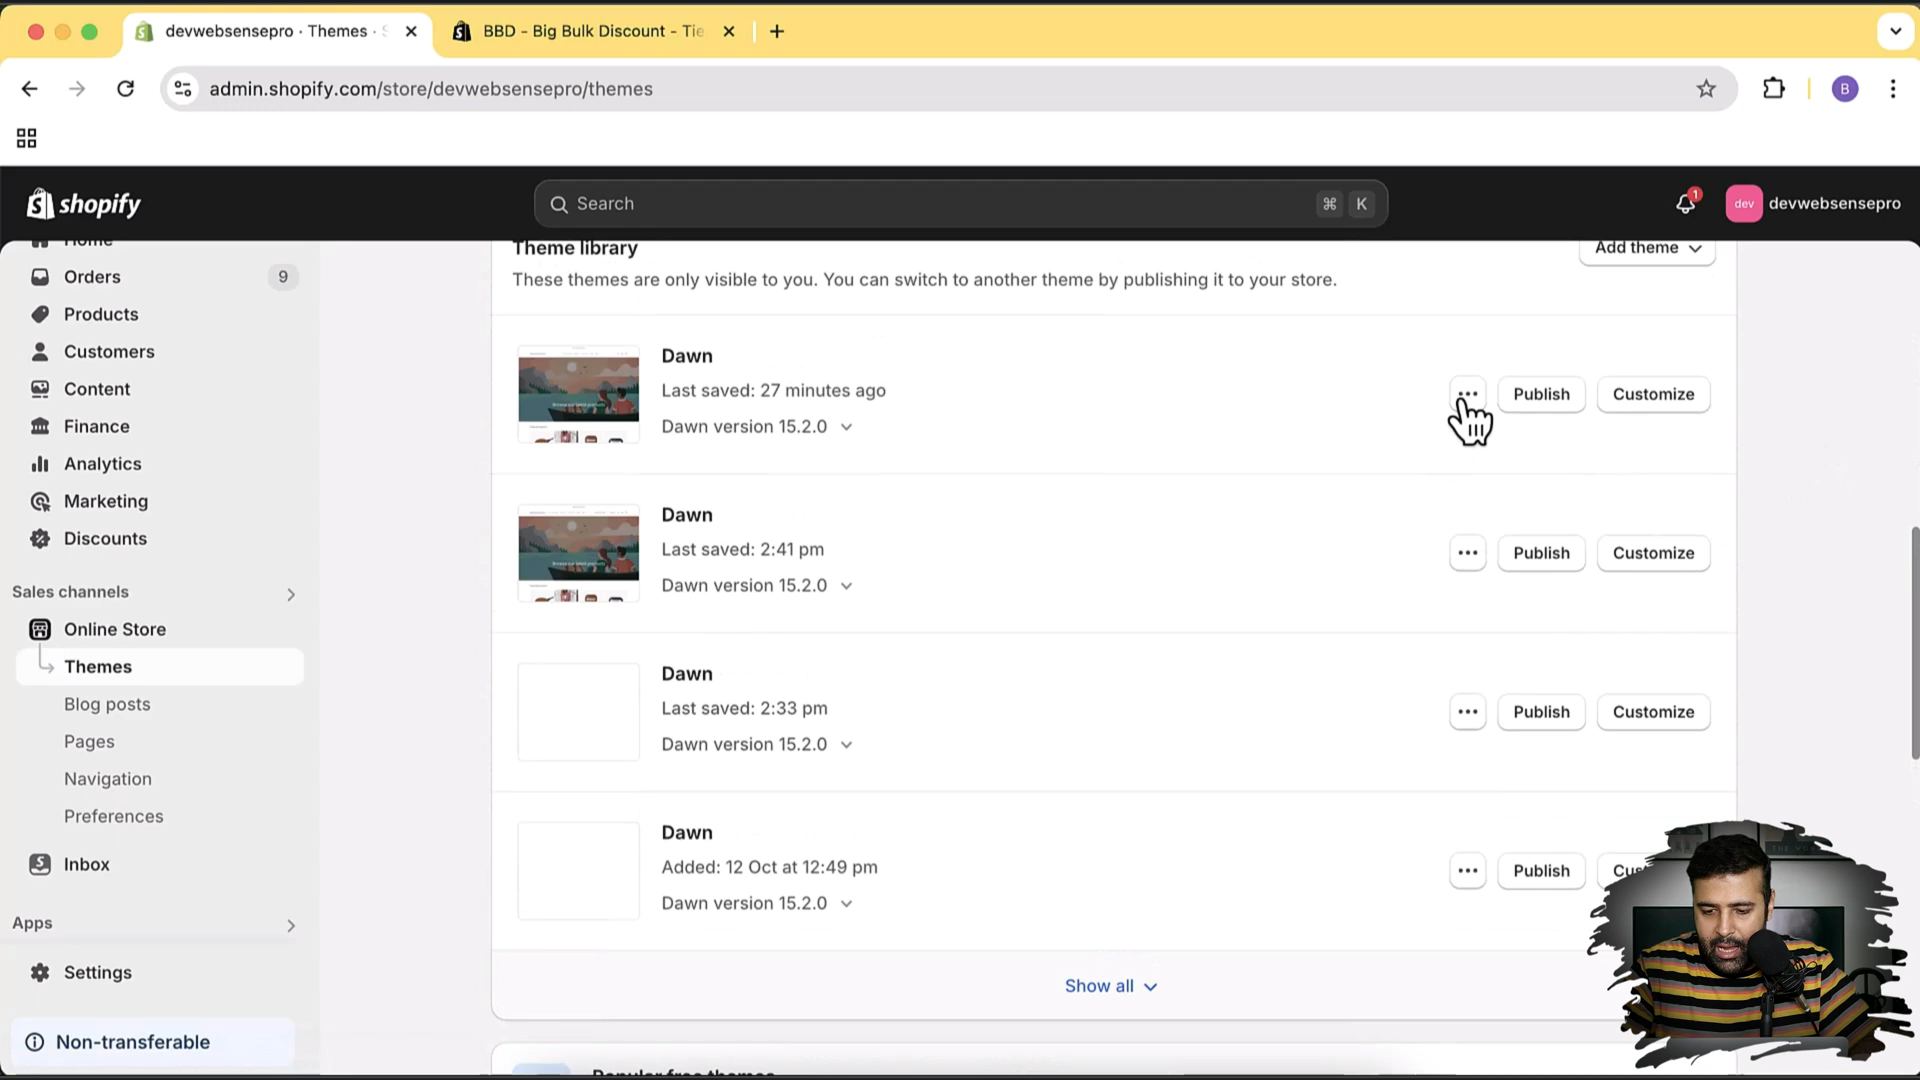 devwebsensepro · Themes ·
BBD - Big Bulk Discount - Tie
admin.shopify.com/store/devwebsensepro/themes
B
shopify
Search
⌘ K
1
dev
devwebsensepro
Home
Orders
9
Products
Customers
Content
Finance
Analytics
Marketing
Discounts
Sales channels
Online Store
Themes
Blog posts
Pages
Navigation
Preferences
Inbox
Apps
Settings
Non-transferable
Theme library
Add theme
These themes are only visible to you. You can switch to another theme by publishing it to your store.
Dawn
Last saved: 27 minutes ago
Dawn version 15.2.0
Publish
Customize
Dawn
Last saved: 2:41 pm
Dawn version 15.2.0
Publish
Customize
Dawn
Last saved: 2:33 pm
Dawn version 15.2.0
Publish
Customize
Dawn
Added: 12 Oct at 12:49 pm
Dawn version 15.2.0
Publish
Cus
Show all
Popular free themes